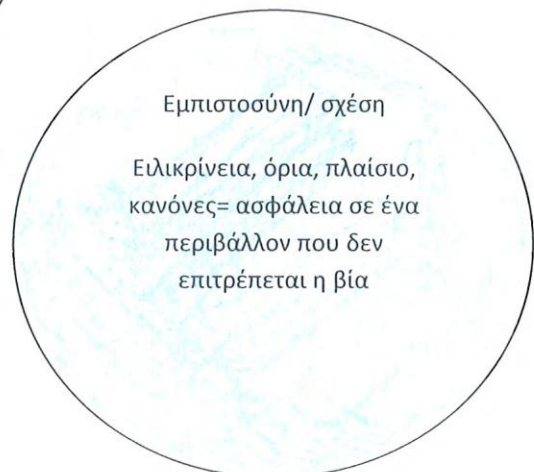 Εμπιστοσύνη/ σχέση
Ειλικρίνεια, όρια, πλαίσιο,
κανόνες= ασφάλεια σε ένα
περιβάλλον που δεν
επιτρέπεται η βία